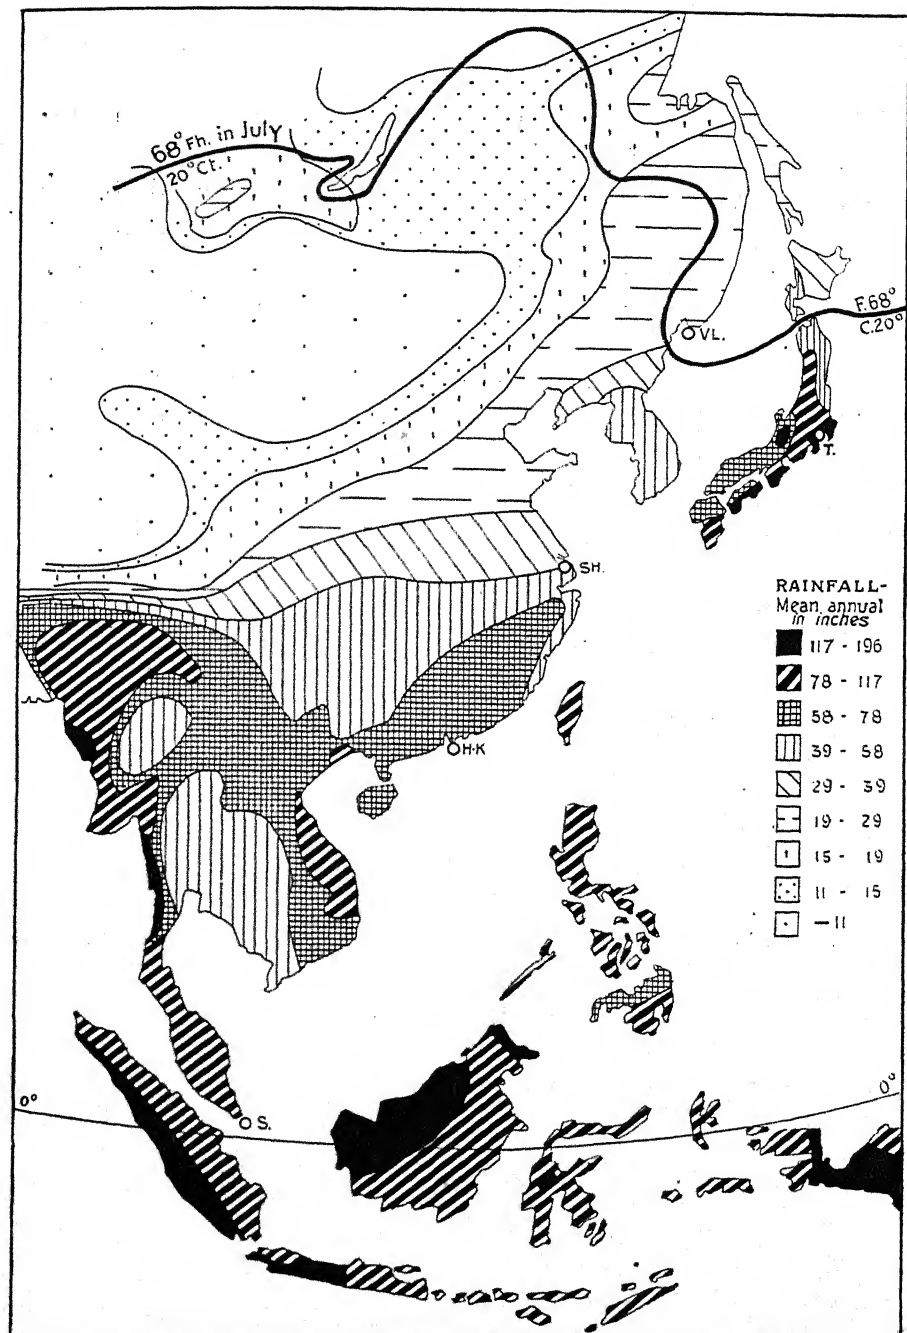 68° Fh. in July
20° Ct.
F. 68°
C. 20°
VL.
T.
SH.
RAINFALL-
Mean annual
in inches
117 - 196
78 - 117
58 - 78
39 - 58
29 - 39
19 - 29
15 - 19
11 - 15
- 11
H·K
0°
0°
S.